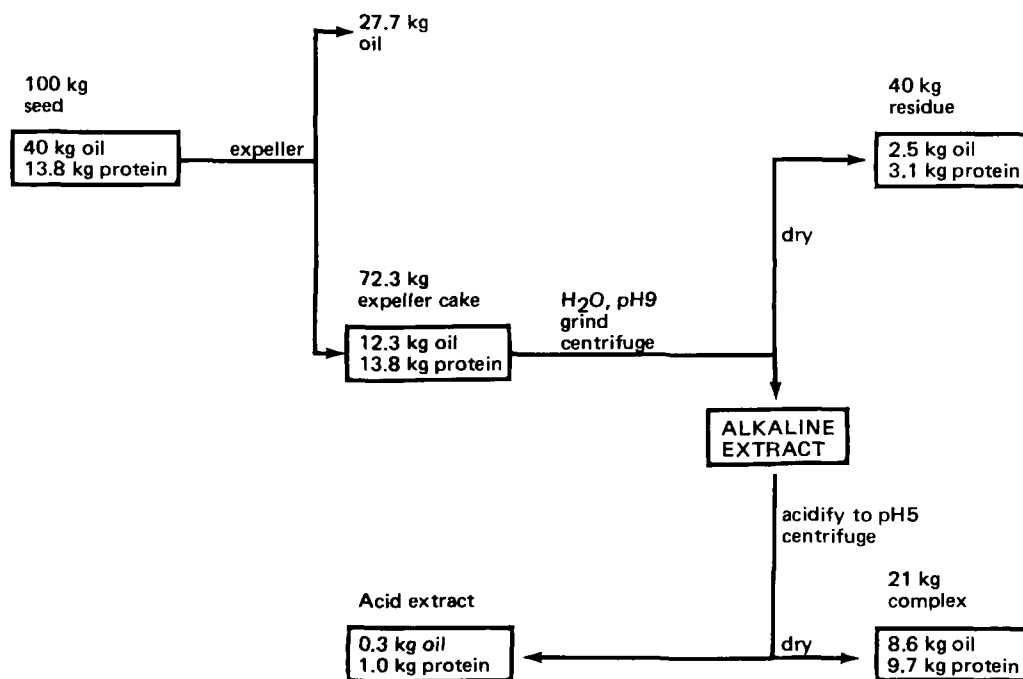 27.7 kg
oil
100 kg
seed
40 kg oil
13.8 kg protein
expeller
40 kg
residue
2.5 kg oil
3.1 kg protein
dry
72.3 kg
expeller cake
12.3 kg oil
13.8 kg protein
H2O, pH9
grind
centrifuge
ALKALINE
EXTRACT
acidify to pH5
centrifuge
Acid extract
0.3 kg oil
1.0 kg protein
dry
21 kg
complex
8.6 kg oil
9.7 kg protein